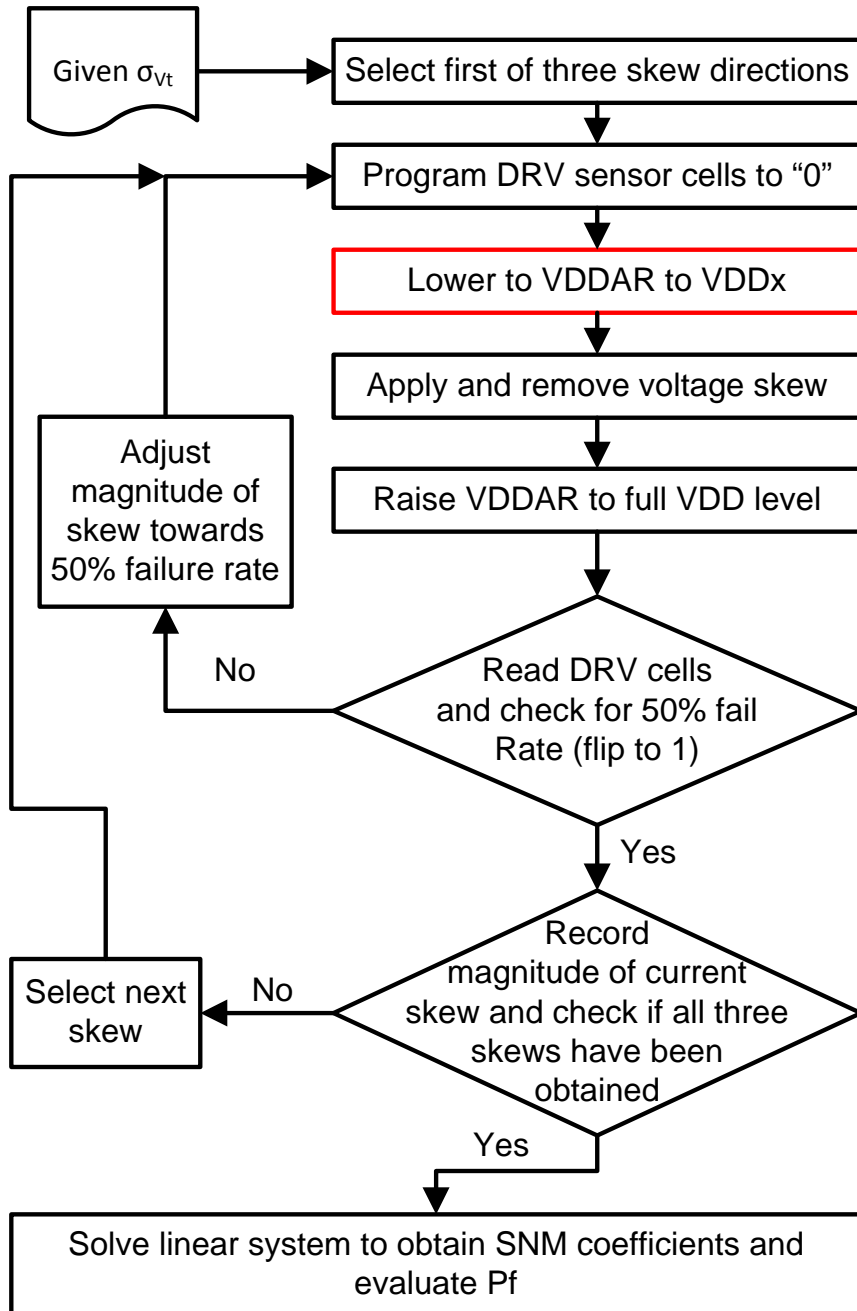 Given σVt
Select first of three skew directions
Program DRV sensor cells to “0”
Lower to VDDAR to VDDx
Apply and remove voltage skew
Raise VDDAR to full VDD level
Adjust
magnitude of
skew towards
50% failure rate
No
Read DRV cells
and check for 50% fail
Rate (flip to 1)
Yes
Record
magnitude of current
skew and check if all three
skews have been
obtained
No
Select next
skew
Yes
Solve linear system to obtain SNM coefficients and
evaluate Pf